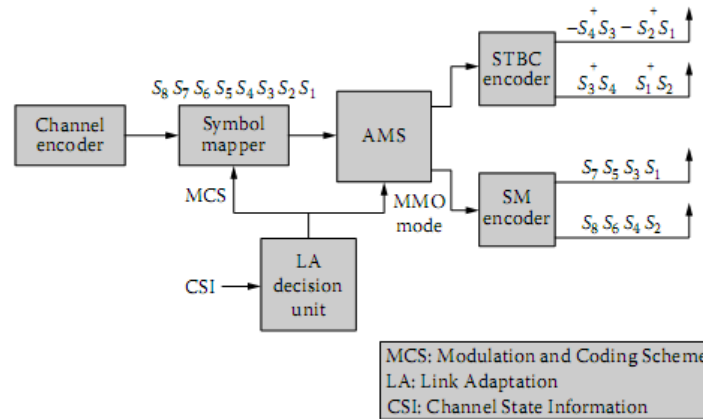 −S₄⁺S₃ − S₂⁺S₁
STBC
encoder
S₃⁺S₄ S₁⁺S₂
S₈ S₇ S₆ S₅ S₄ S₃ S₂ S₁
Channel
encoder
Symbol
mapper
AMS
MCS
MMO
mode
S₇ S₅ S₃ S₁
SM
encoder
S₈ S₆ S₄ S₂
CSI
LA
decision
unit
MCS: Modulation and Coding Scheme
LA: Link Adaptation
CSI: Channel State Information